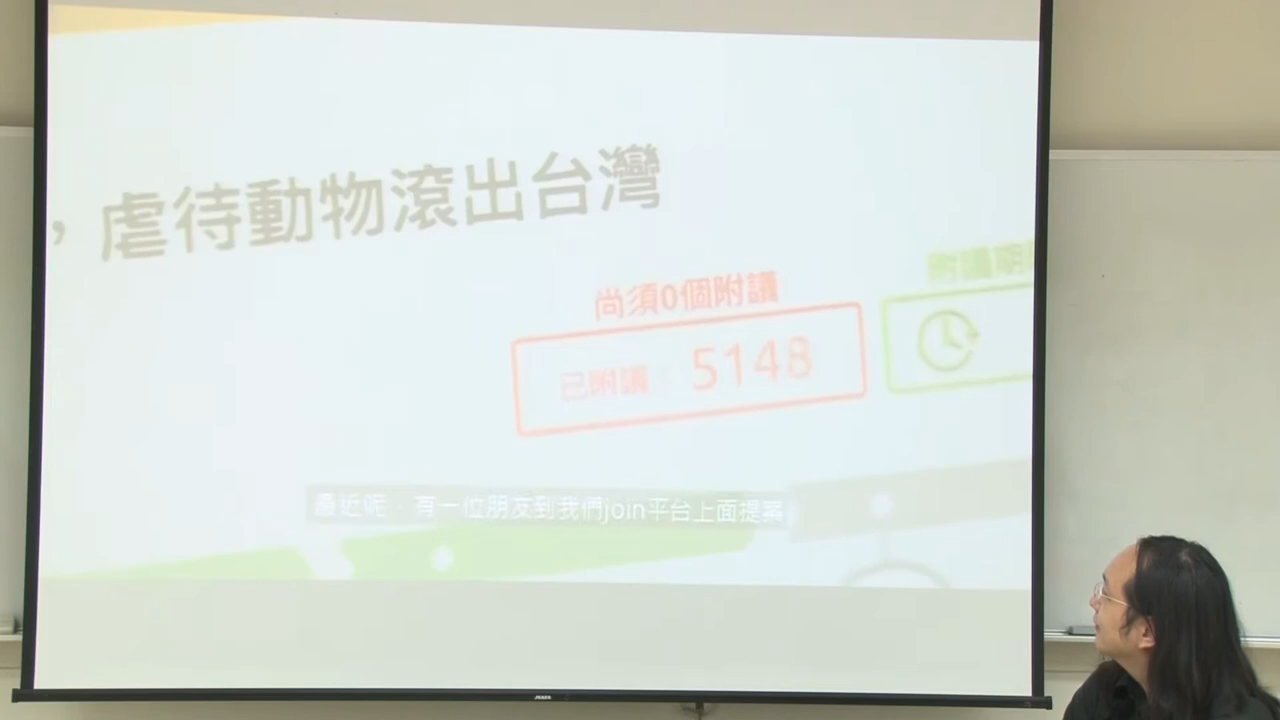 ，虐待動物滾出台灣
尚須0個附議
附議期
已附議： 5148
最近呢，有一位朋友到我們join平台上面提案